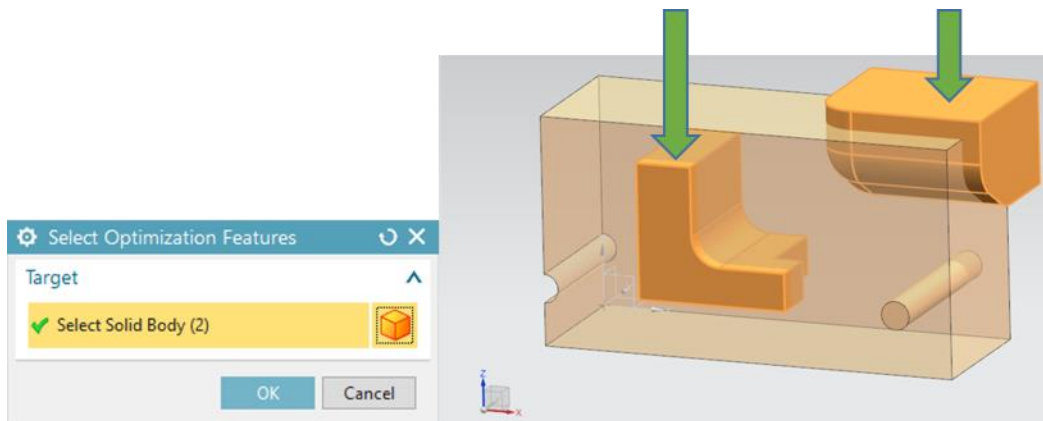 Select Optimization Features
Target
Select Solid Body (2)
OK Cancel
Z
X